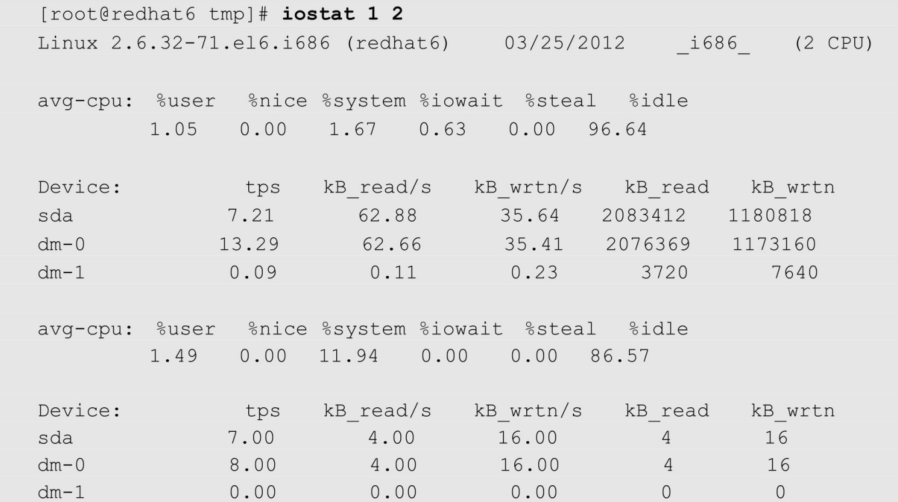 [root@redhat6 tmp]# iostat 1 2
Linux 2.6.32-71.el6.i686 (redhat6) 03/25/2012 _i686_ (2 CPU)
avg-cpu: %user %nice %system %iowait %steal %idle
1.05 0.00 1.67 0.63 0.00 96.64
Device: tps kB_read/s kB_wrtn/s kB_read kB_wrtn
sda 7.21 62.88 35.64 2083412 1180818
dm-0 13.29 62.66 35.41 2076369 1173160
dm-1 0.09 0.11 0.23 3720 7640
avg-cpu: %user %nice %system %iowait %steal %idle
1.49 0.00 11.94 0.00 0.00 86.57
Device: tps kB_read/s kB_wrtn/s kB_read kB_wrtn
sda 7.00 4.00 16.00 4 16
dm-0 8.00 4.00 16.00 4 16
dm-1 0.00 0.00 0.00 0 0